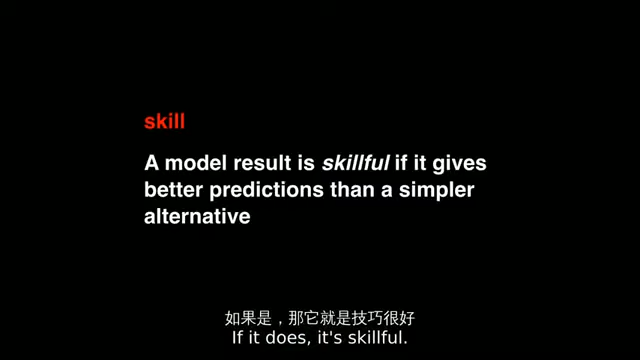 skill
A model result is skillful if it gives
better predictions than a simpler
alternative
如果是，那它就是技巧很好
If it does, it's skillful.